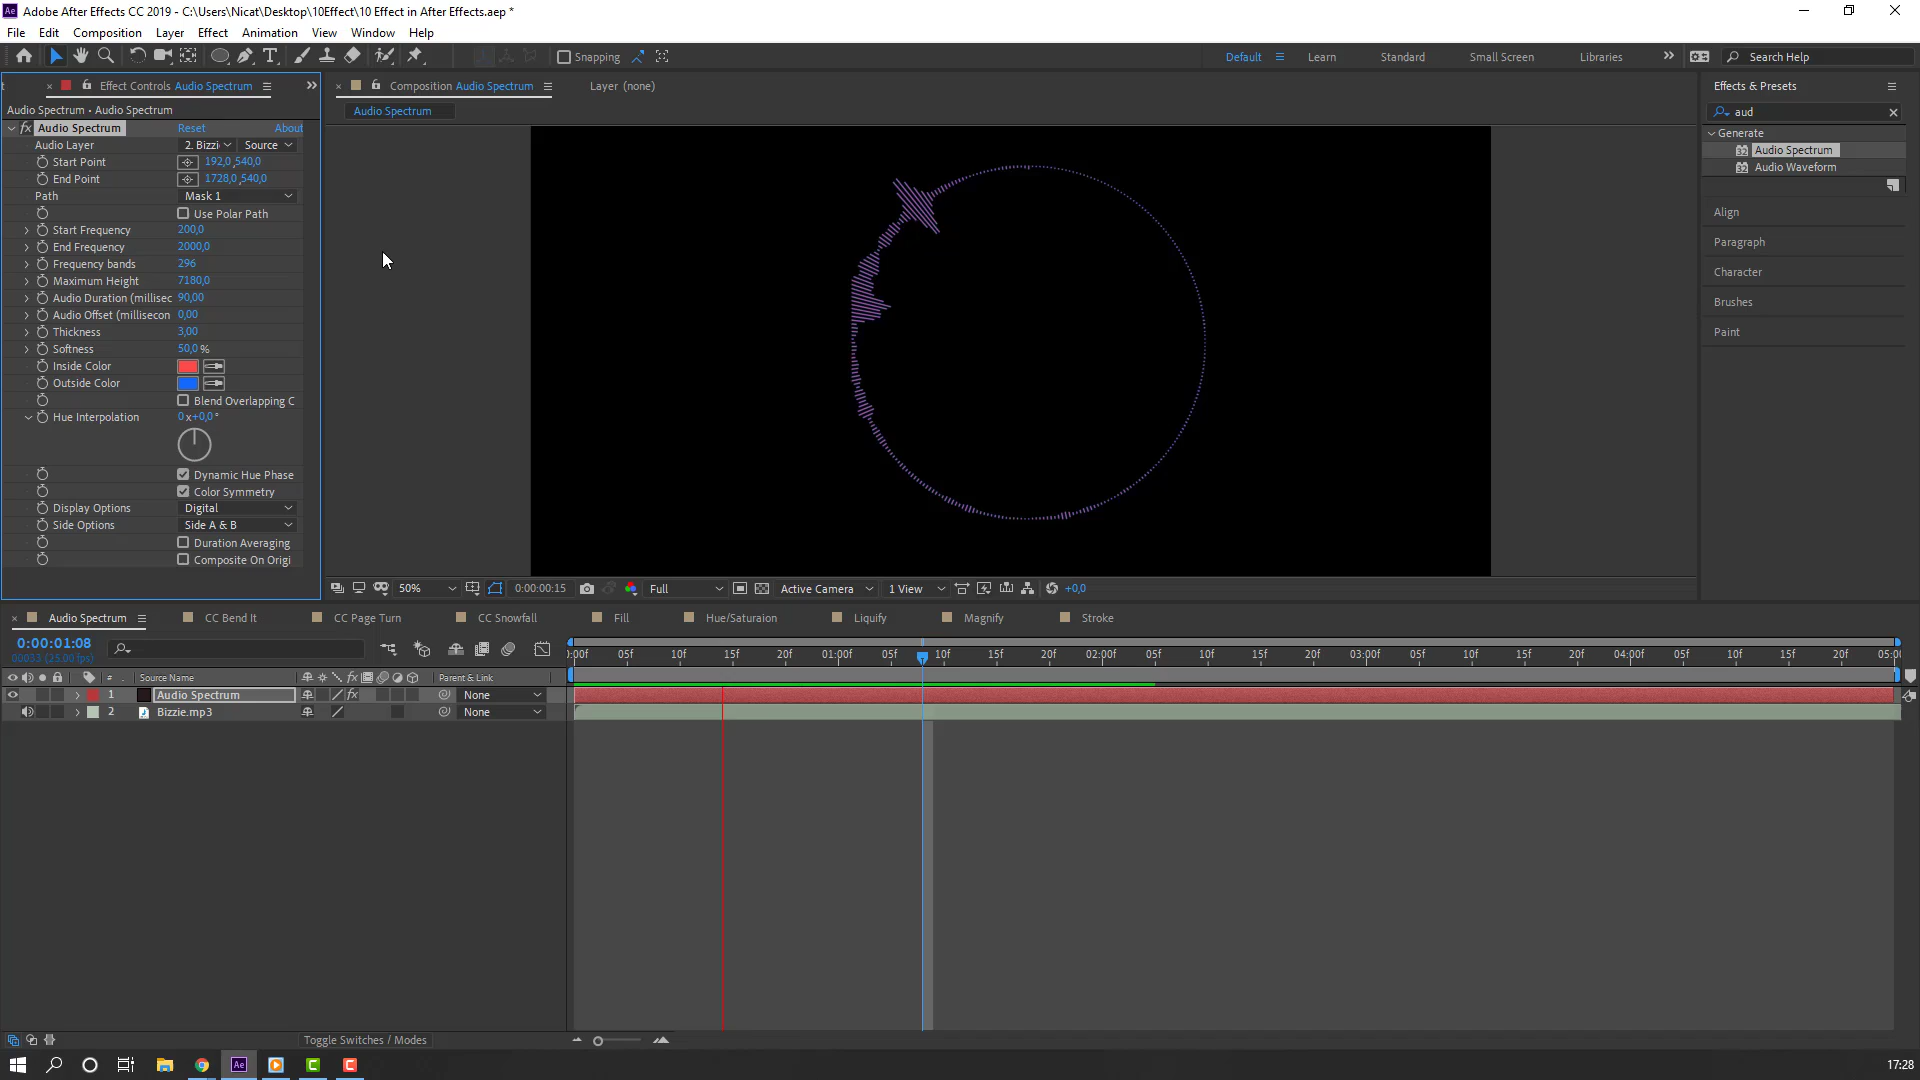 Adobe After Effects CC 2019 - C:\Users\Nicat\Desktop\10Effect\10 Effect in After Effects.aep *
File Edit Composition Layer Effect Animation View Window Help
Snapping
Default Learn Standard Small Screen Libraries Search Help
Effect Controls Audio Spectrum
Composition Audio Spectrum
Layer (none)
Effects & Presets
Audio Spectrum • Audio Spectrum
Audio Spectrum
aud
fx Audio Spectrum Reset About
Generate
Audio Layer 2. Bizzi Source
Audio Spectrum
Start Point 192,0,540,0
Audio Waveform
End Point 1728,0,540,0
Path Mask 1
Use Polar Path
Align
Start Frequency 200,0
End Frequency 2000,0
Paragraph
Frequency bands 296
Character
Maximum Height 7180,0
Audio Duration (millisec 90,00
Brushes
Audio Offset (millisecon 0,00
Thickness 3,00
Paint
Softness 50,0 %
Inside Color
Outside Color
Blend Overlapping C
Hue Interpolation 0 x+0,0°
Dynamic Hue Phase
Color Symmetry
Display Options Digital
Side Options Side A & B
Duration Averaging
Composite On Origi
50% 0:00:00:15 Full Active Camera 1 View +0,0
Audio Spectrum CC Bend It CC Page Turn CC Snowfall Fill Hue/Saturaion Liquify Magnify Stroke
0:00:01:08
00033 (25.00 fps)
:00f 05f 10f 15f 20f 01:00f 05f 10f 15f 20f 02:00f 05f 10f 15f 20f 03:00f 05f 10f 15f 20f 04:00f 05f 10f 15f 20f 05:0
# Source Name fx Parent & Link
1 Audio Spectrum fx None
2 Bizzie.mp3 None
Toggle Switches / Modes
Ae
17:28